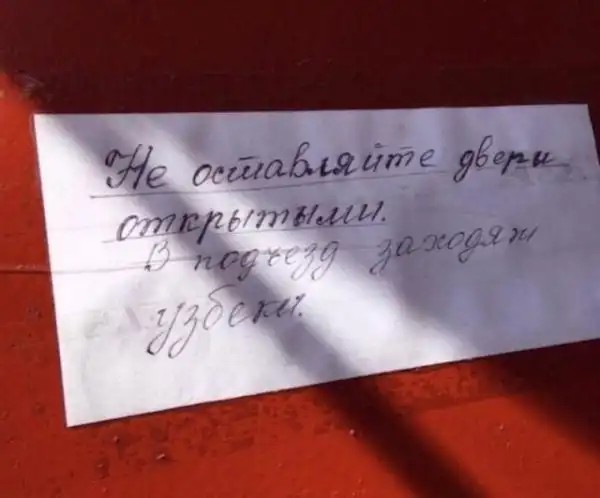 Не оставляйте двери
открытыми.
В подъезд заходят
узбеки.